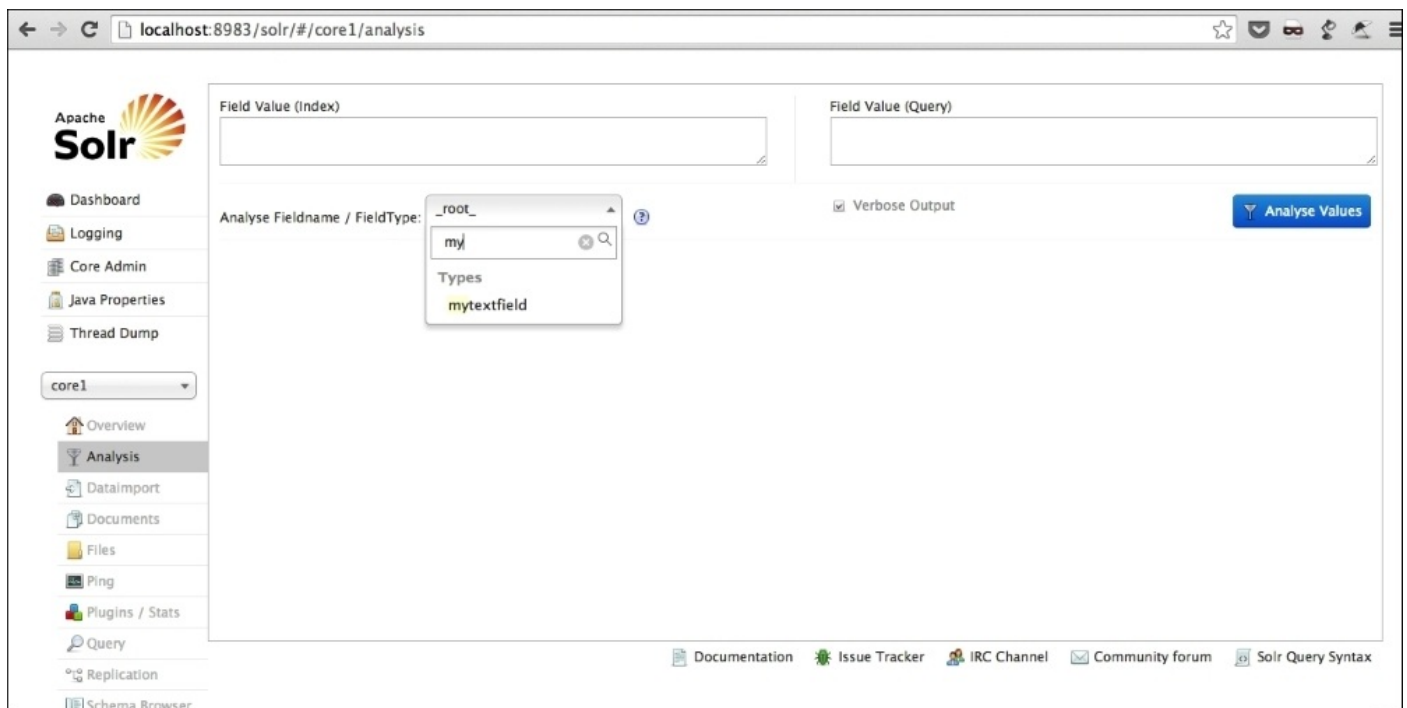 localhost:8983/solr/#/core1/analysis
Apache
Solr
Field Value (Index)
Field Value (Query)
Dashboard
Logging
Core Admin
Java Properties
Thread Dump
Analyse Fieldname / FieldType:
_root_
my
Types
mytextfield
Verbose Output
Analyse Values
core1
Overview
Analysis
Dataimport
Documents
Files
Ping
Plugins / Stats
Query
Replication
Schema Browser
Documentation
Issue Tracker
IRC Channel
Community forum
Solr Query Syntax